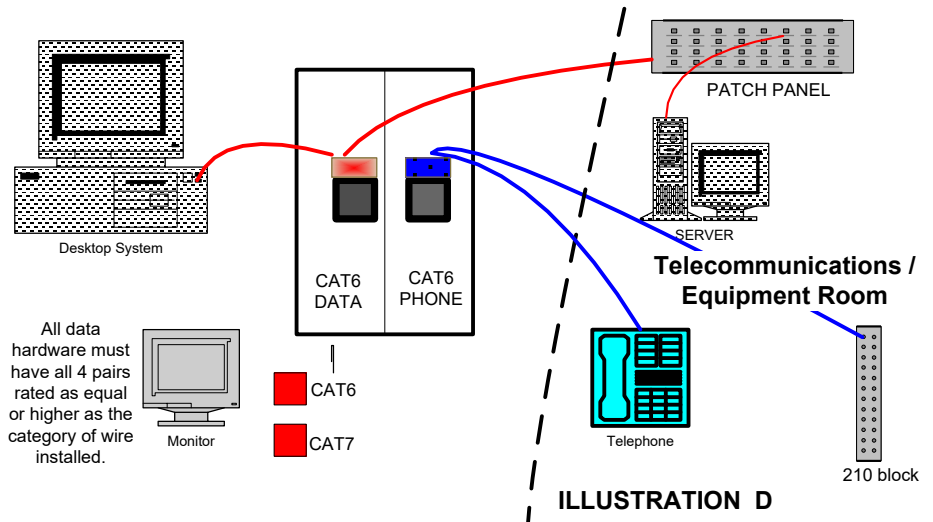 PATCH PANEL
Desktop System
SERVER
Telecommunications /
Equipment Room
CAT6
DATA
CAT6
PHONE
All data
hardware must
have all 4 pairs
rated as equal
or higher as the
category of wire
installed.
Monitor
CAT6
CAT7
Telephone
210 block
ILLUSTRATION D